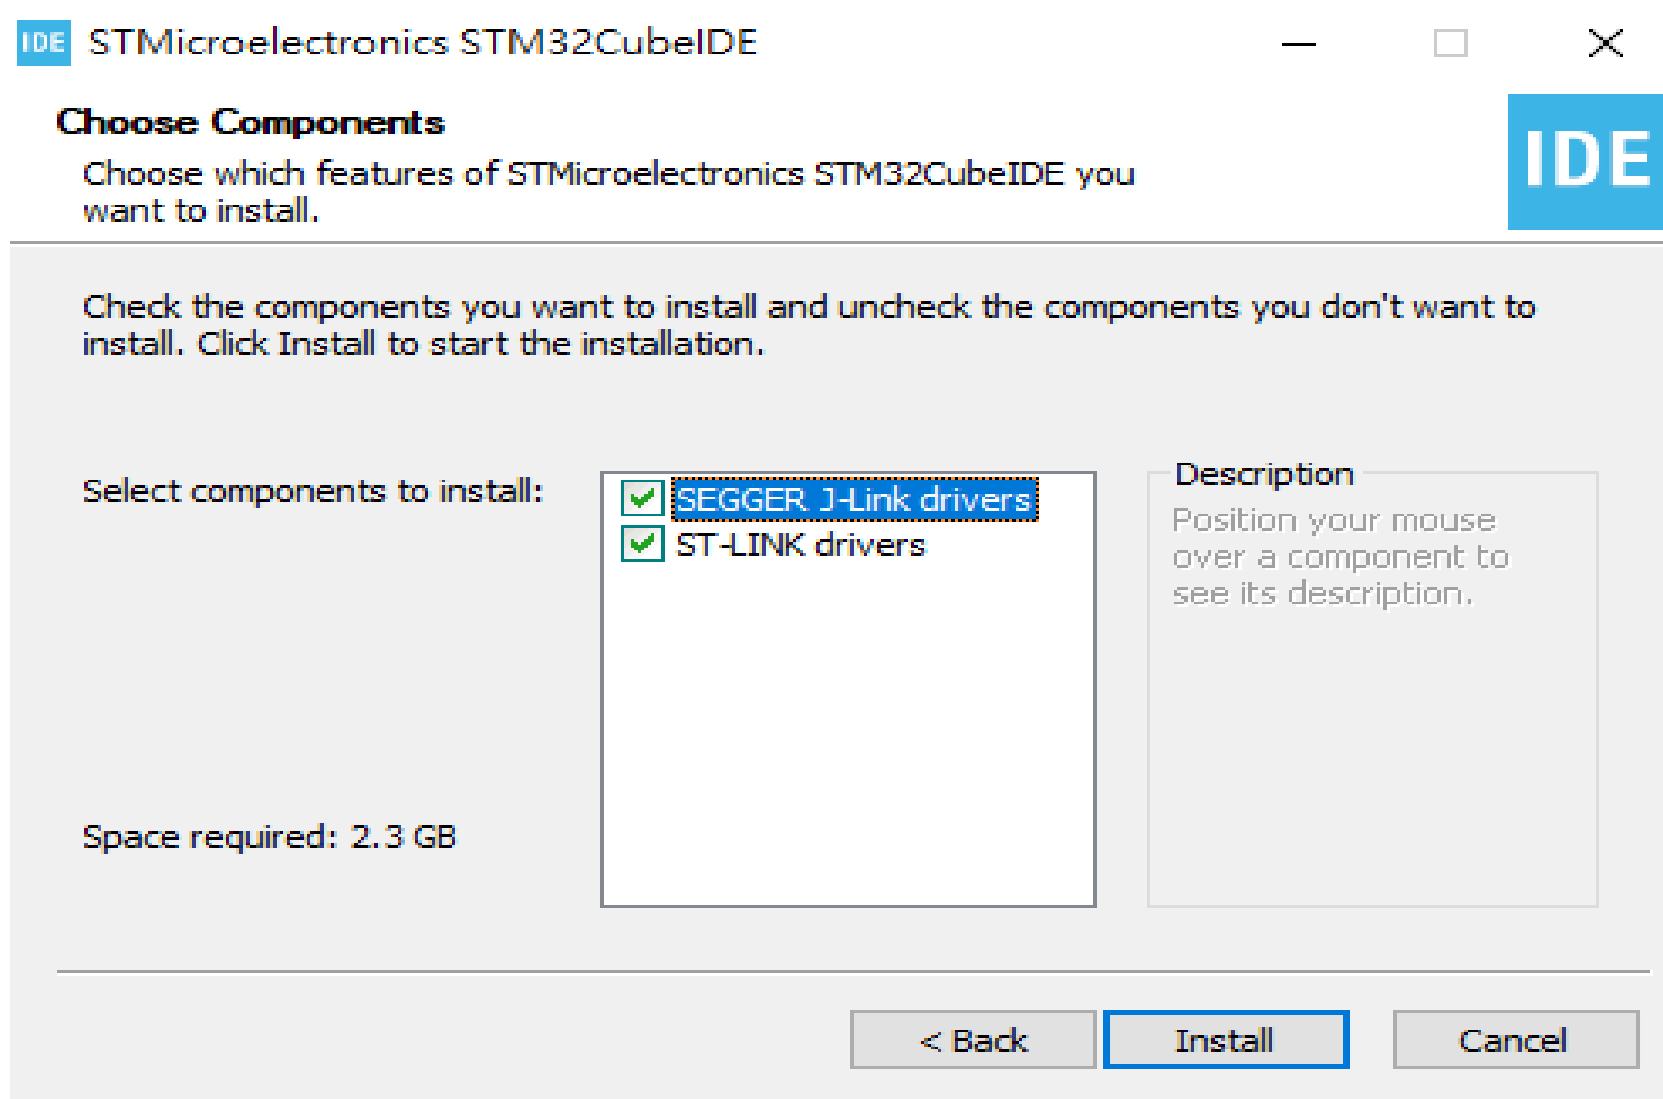 IDE STMicroelectronics STM32CubeIDE
Choose Components
Choose which features of STMicroelectronics STM32CubeIDE you
want to install.
IDE
Check the components you want to install and uncheck the components you don't want to
install. Click Install to start the installation.
Select components to install:
SEGGER J-Link drivers
ST-LINK drivers
Description
Position your mouse
over a component to
see its description.
Space required: 2.3 GB
< Back
Install
Cancel